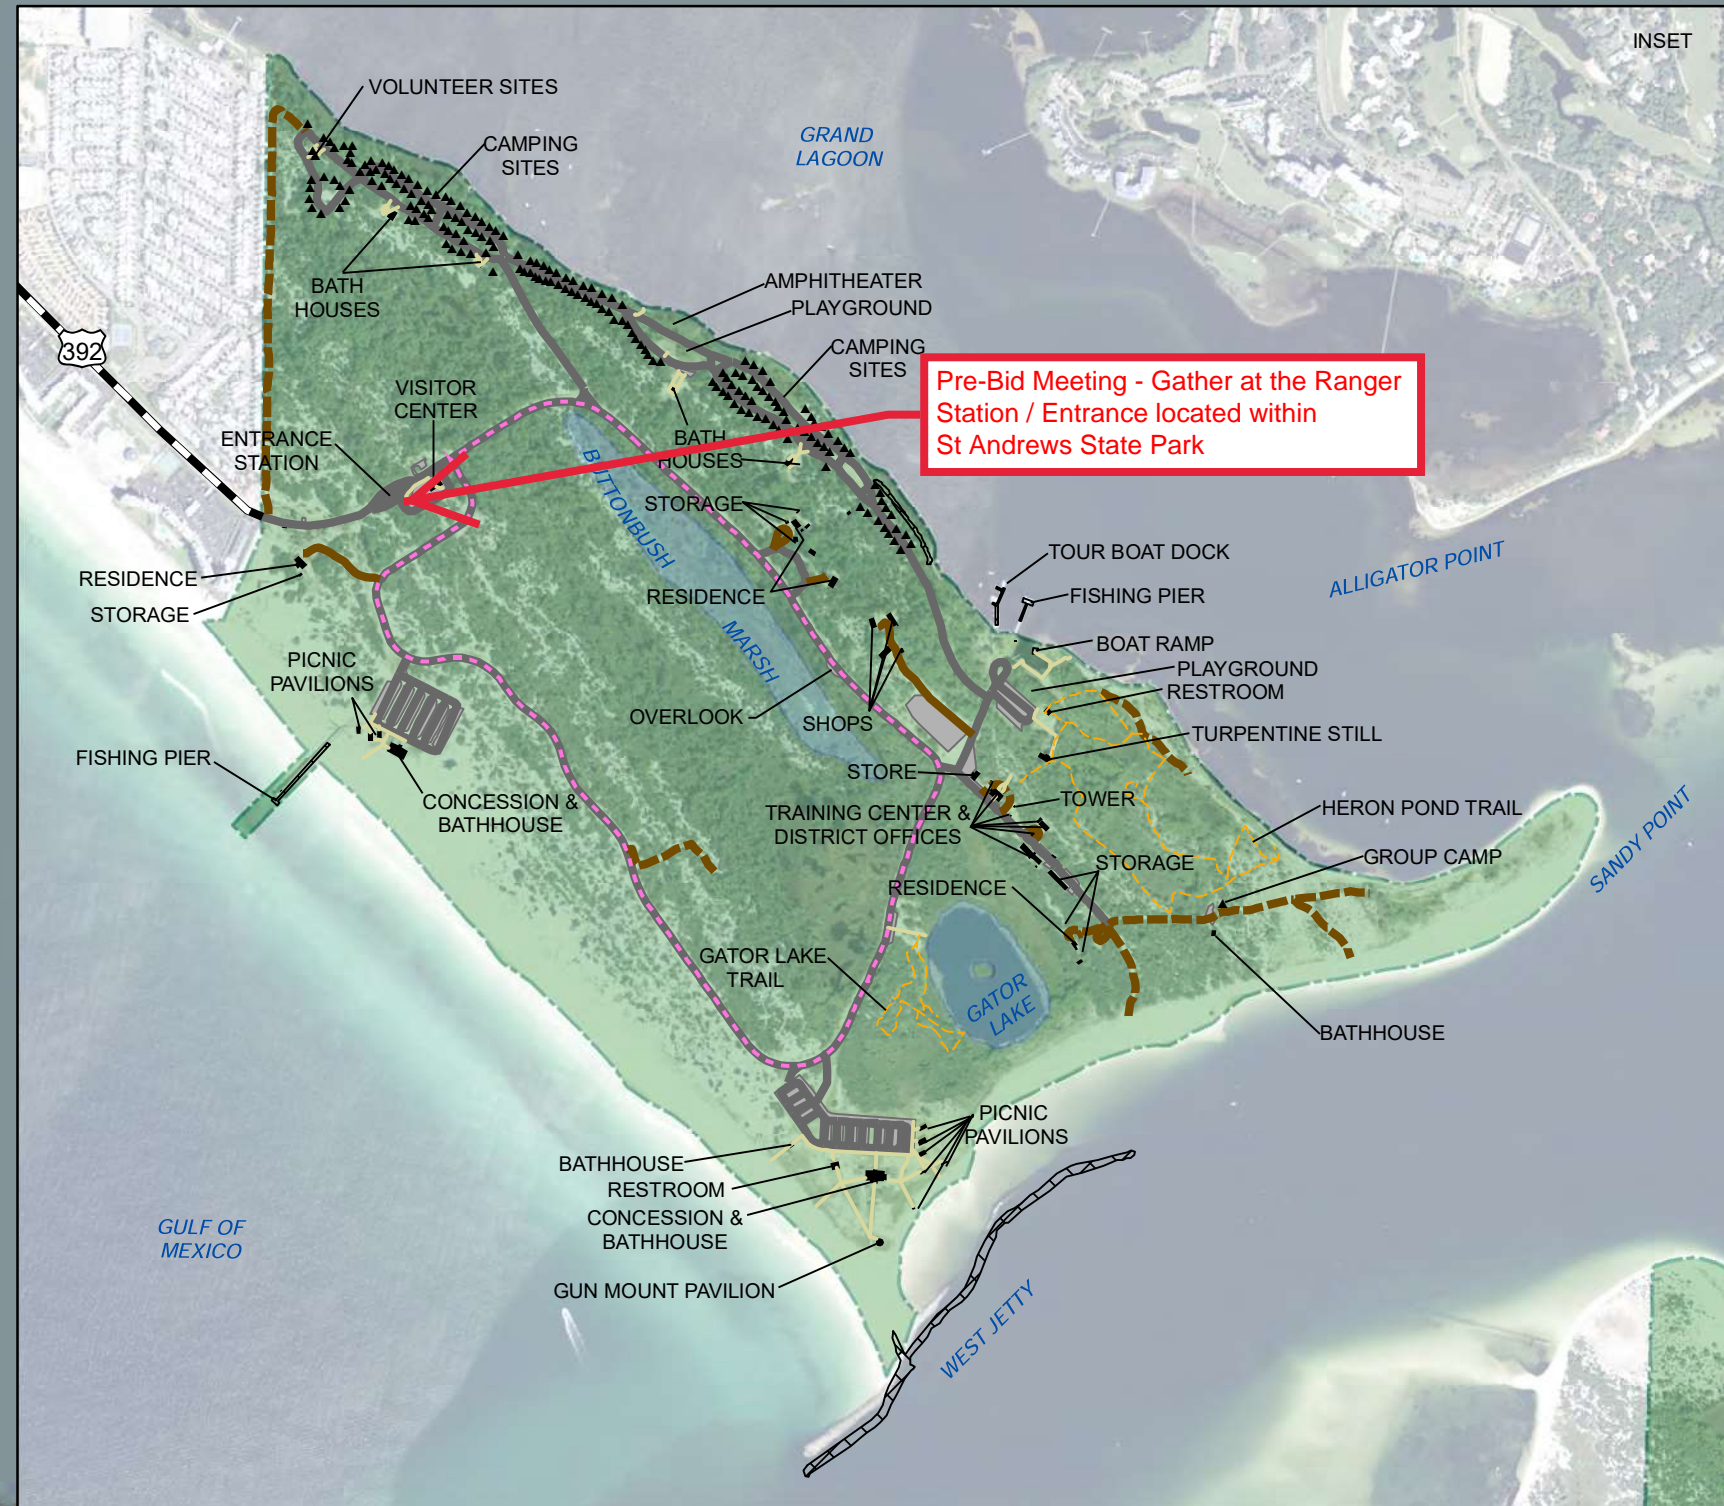 INSET
VOLUNTEER SITES
CAMPING
SITES
GRAND
LAGOON
BATH
HOUSES
AMPHITHEATER
PLAYGROUND
CAMPING
SITES
392
Pre-Bid Meeting - Gather at the Ranger
Station / Entrance located within
St Andrews State Park
VISITOR
CENTER
ENTRANCE
STATION
BATH
HOUSES
BUTTONBUSH
MARSH
STORAGE
RESIDENCE
STORAGE
RESIDENCE
TOUR BOAT DOCK
FISHING PIER
ALLIGATOR POINT
BOAT RAMP
PLAYGROUND
RESTROOM
PICNIC
PAVILIONS
OVERLOOK
SHOPS
TURPENTINE STILL
FISHING PIER
STORE
CONCESSION &
BATHHOUSE
TOWER
TRAINING CENTER &
DISTRICT OFFICES
HERON POND TRAIL
SANDY POINT
GROUP CAMP
STORAGE
RESIDENCE
GATOR LAKE
TRAIL
GATOR
LAKE
BATHHOUSE
PICNIC
PAVILIONS
BATHHOUSE
RESTROOM
CONCESSION &
BATHHOUSE
GULF OF
MEXICO
GUN MOUNT PAVILION
WEST JETTY